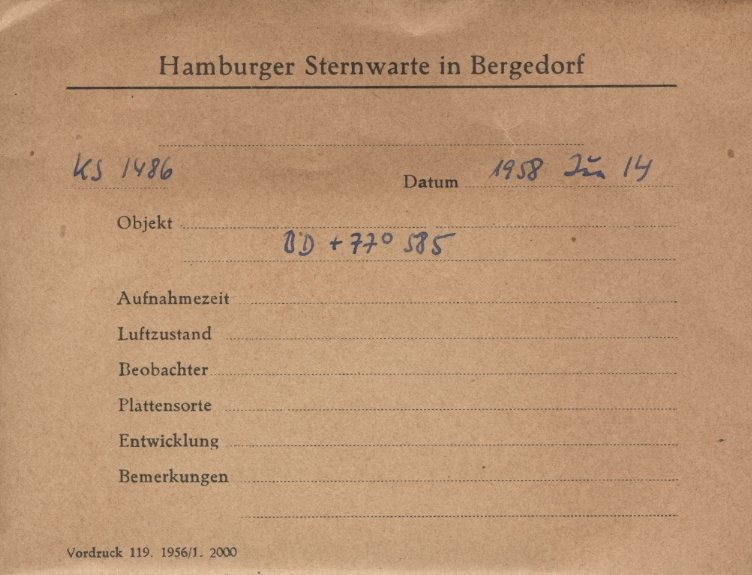 Hamburger Sternwarte in Bergedorf
KS 1486
Datum 1958 Jun 14
Objekt
BD +77° 585
Aufnahmezeit
Luftzustand
Beobachter
Plattensorte
Entwicklung
Bemerkungen
Vordruck 119. 1956/1. 2000